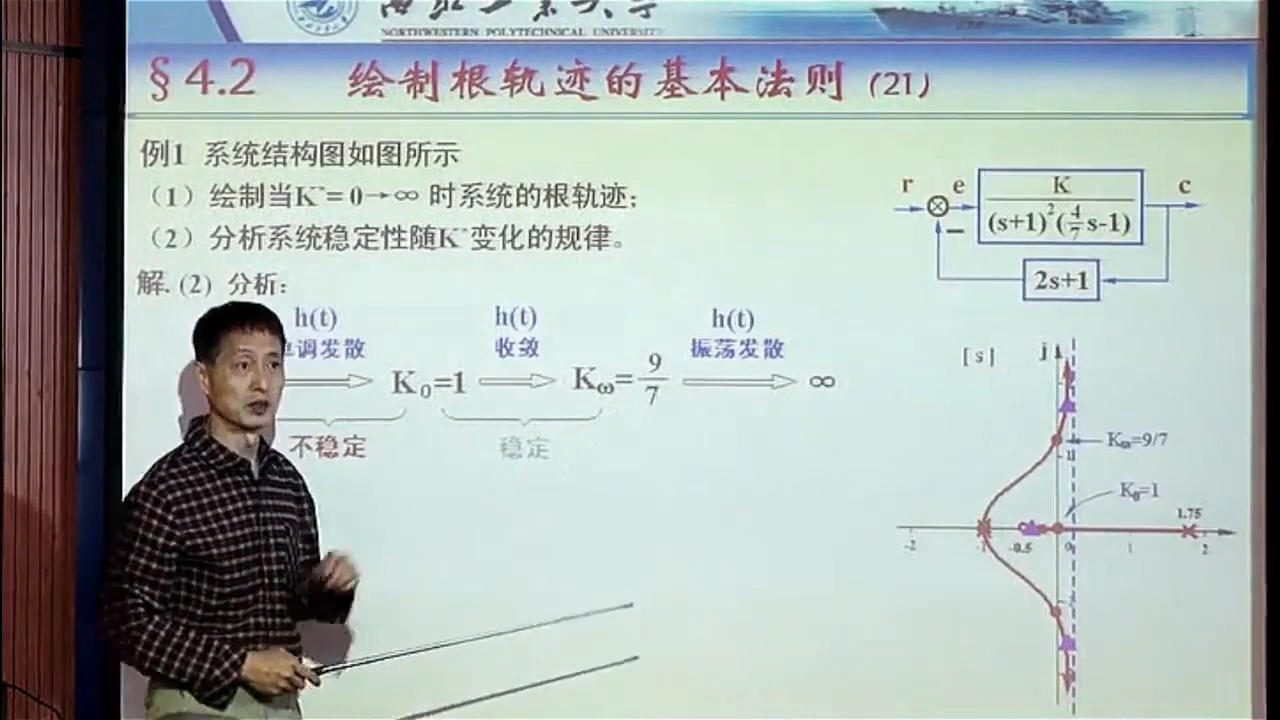 NORTHWESTERN POLYTECHNICAL UNIVERSITY
§4.2 绘制根轨迹的基本法则 (21)
例1 系统结构图如图所示
(1) 绘制当K*= 0→∞ 时系统的根轨迹;
(2) 分析系统稳定性随K*变化的规律。
解. (2) 分析:
h(t) h(t) h(t)
调发散 收敛 振荡发散
K₀=1 Kω= 9/7 ∞
不稳定 稳定
r e K c
(s+1)²(4/7 s-1)
−
2s+1
[ s ] j
Kω=9/7
1
K₀=1
1.75
-2 -1 -0.5 0 1 2